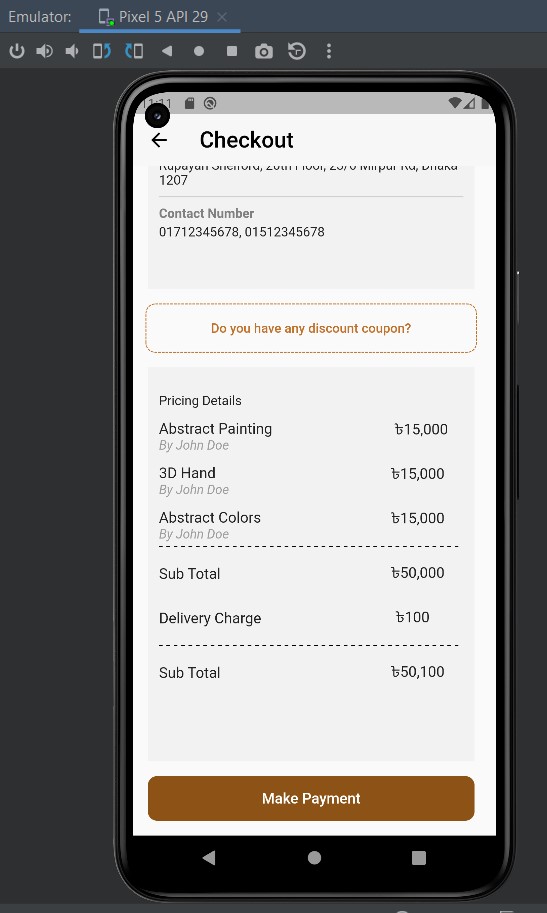 Emulator: Pixel 5 API 29
Checkout
Rupayan Shelford, 20th Floor, 23/6 Mirpur Rd, Dhaka
1207
Contact Number
01712345678, 01512345678
Do you have any discount coupon?
Pricing Details
Abstract Painting ৳15,000
By John Doe
3D Hand ৳15,000
By John Doe
Abstract Colors ৳15,000
By John Doe
Sub Total ৳50,000
Delivery Charge ৳100
Sub Total ৳50,100
Make Payment